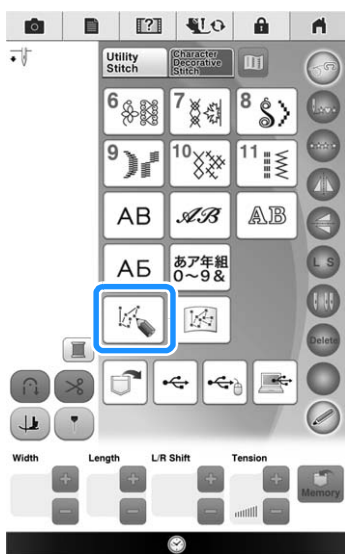 Utility
Stitch
Character
Decorative
Stitch
6
7
8
9
10
11
AB
AB
AB
АБ
あア年組
0～9&
L S
Delete
Width
Length
L/R Shift
Tension
Memory